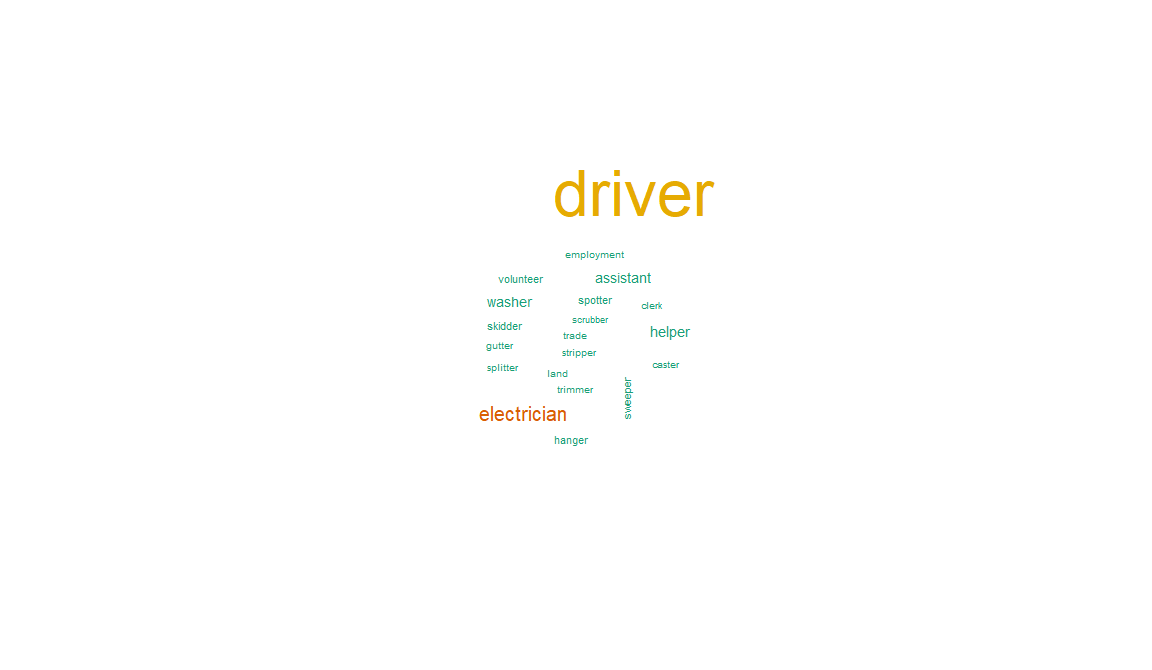 driver
employment
volunteer
assistant
washer
spotter
clerk
scrubber
skidder
helper
trade
gutter
stripper
splitter
caster
land
trimmer
sweeper
electrician
hanger